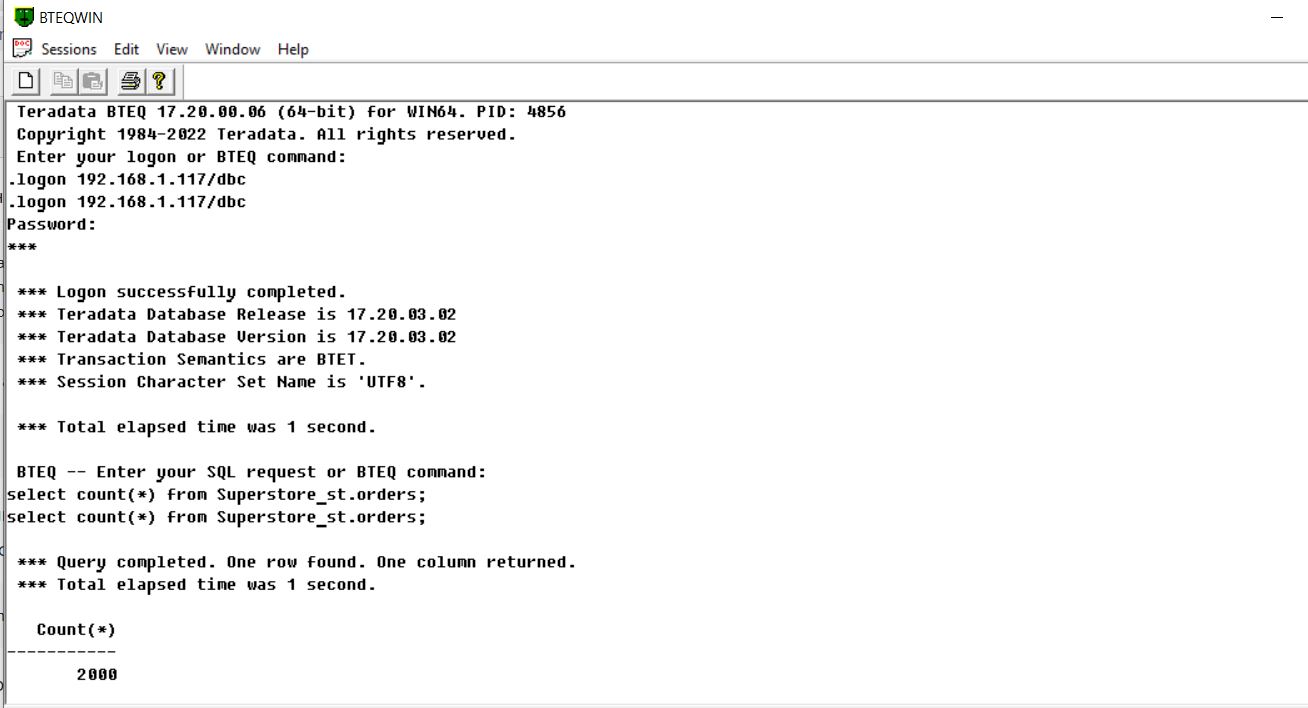 BTEQWIN
Sessions Edit View Window Help
Teradata BTEQ 17.20.00.06 (64-bit) for WIN64. PID: 4856
Copyright 1984-2022 Teradata. All rights reserved.
Enter your logon or BTEQ command:
.logon 192.168.1.117/dbc
.logon 192.168.1.117/dbc
Password:
***
*** Logon successfully completed.
*** Teradata Database Release is 17.20.03.02
*** Teradata Database Version is 17.20.03.02
*** Transaction Semantics are BTET.
*** Session Character Set Name is 'UTF8'.
*** Total elapsed time was 1 second.
BTEQ -- Enter your SQL request or BTEQ command:
select count(*) from Superstore_st.orders;
select count(*) from Superstore_st.orders;
*** Query completed. One row found. One column returned.
*** Total elapsed time was 1 second.
Count(*)
-----------
2000